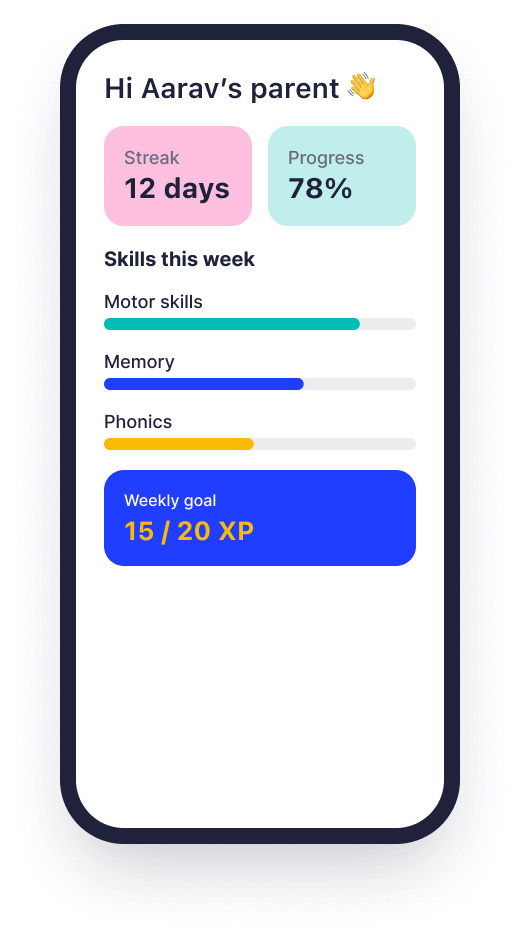 Hi Aarav’s parent 👋
Streak
12 days
Progress
78%
Skills this week
Motor skills
Memory
Phonics
Weekly goal
15 / 20 XP